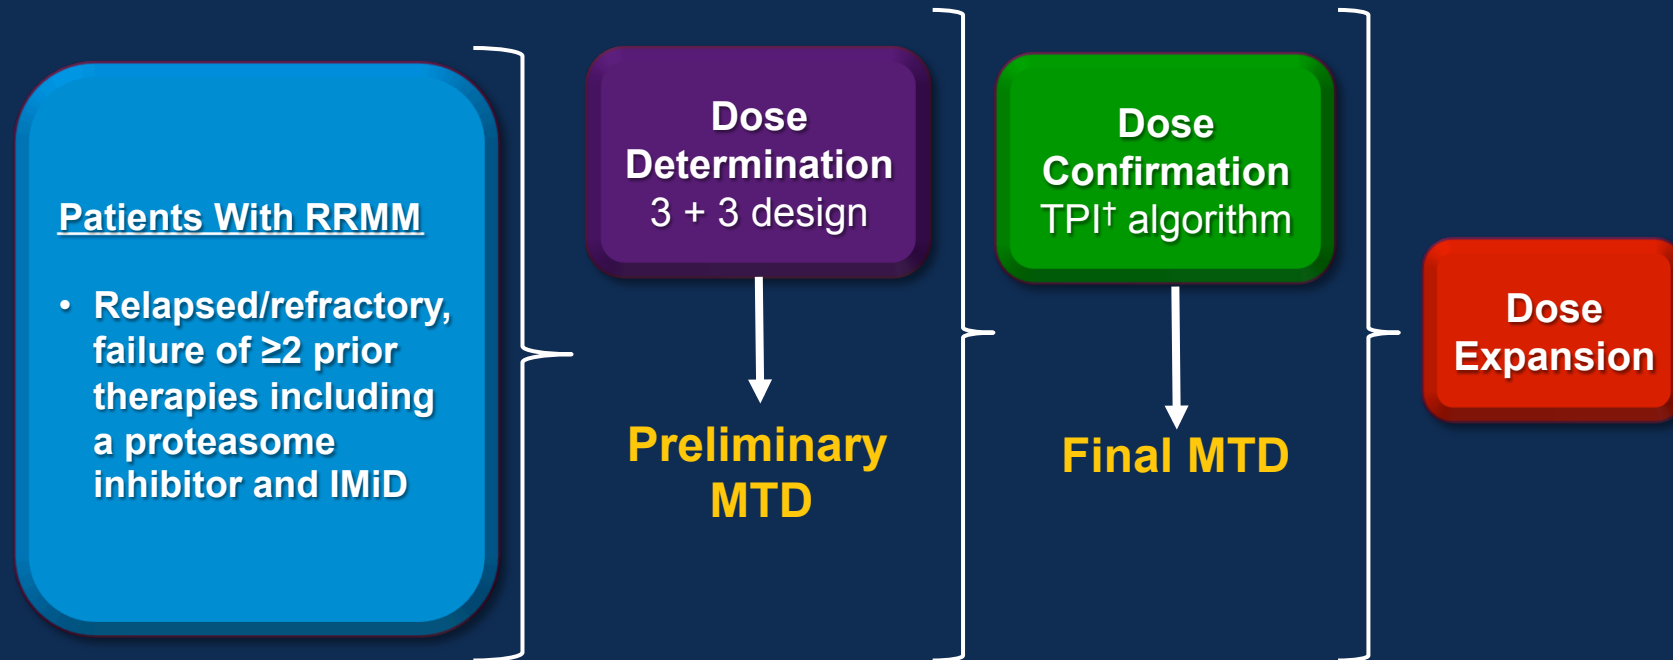 Patients With RRMM
• Relapsed/refractory,
failure of ≥2 prior
therapies including
a proteasome
inhibitor and IMiD
Dose
Determination
3 + 3 design
Preliminary
MTD
Dose
Confirmation
TPI† algorithm
Final MTD
Dose
Expansion